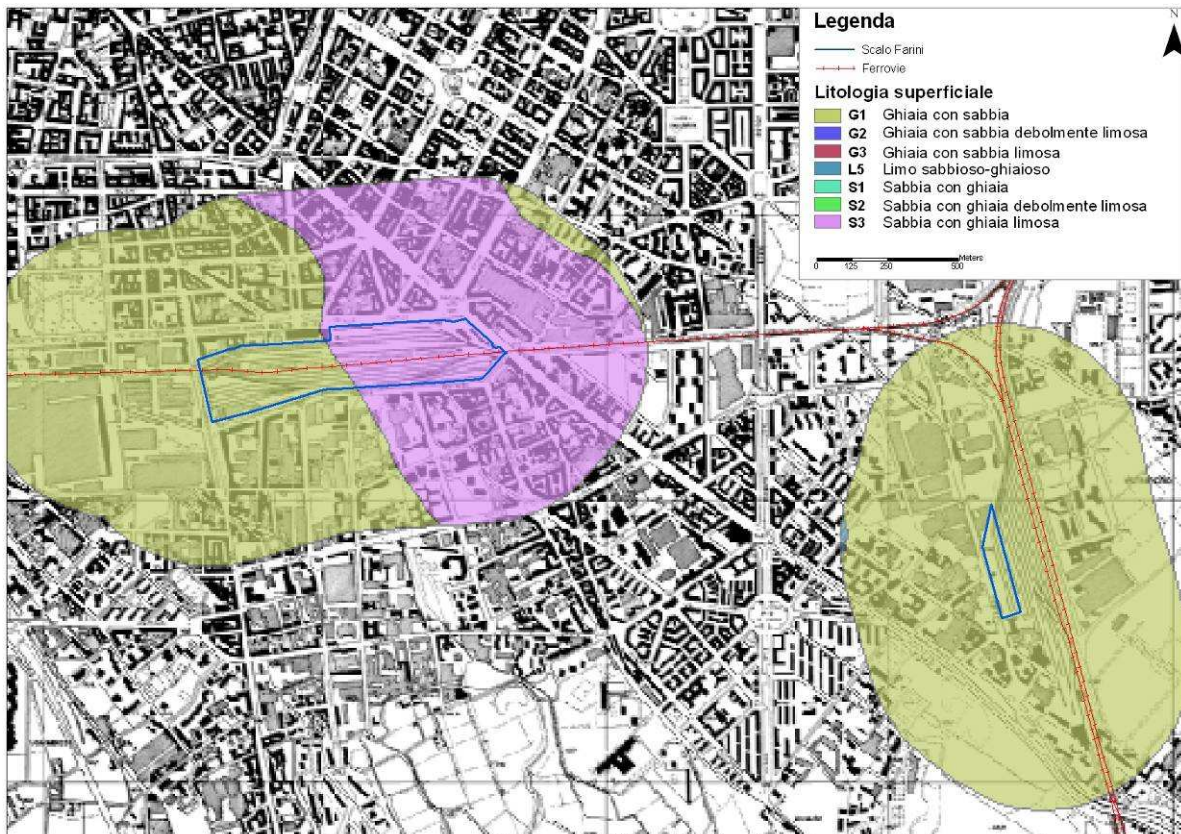 Legenda
N
Scalo Farini
Ferrovie
Litologia superficiale
G1 Ghiaia con sabbia
G2 Ghiaia con sabbia debolmente limosa
G3 Ghiaia con sabbia limosa
L5 Limo sabbioso-ghiaioso
S1 Sabbia con ghiaia
S2 Sabbia con ghiaia debolmente limosa
S3 Sabbia con ghiaia limosa
0 125 250 500 Meters